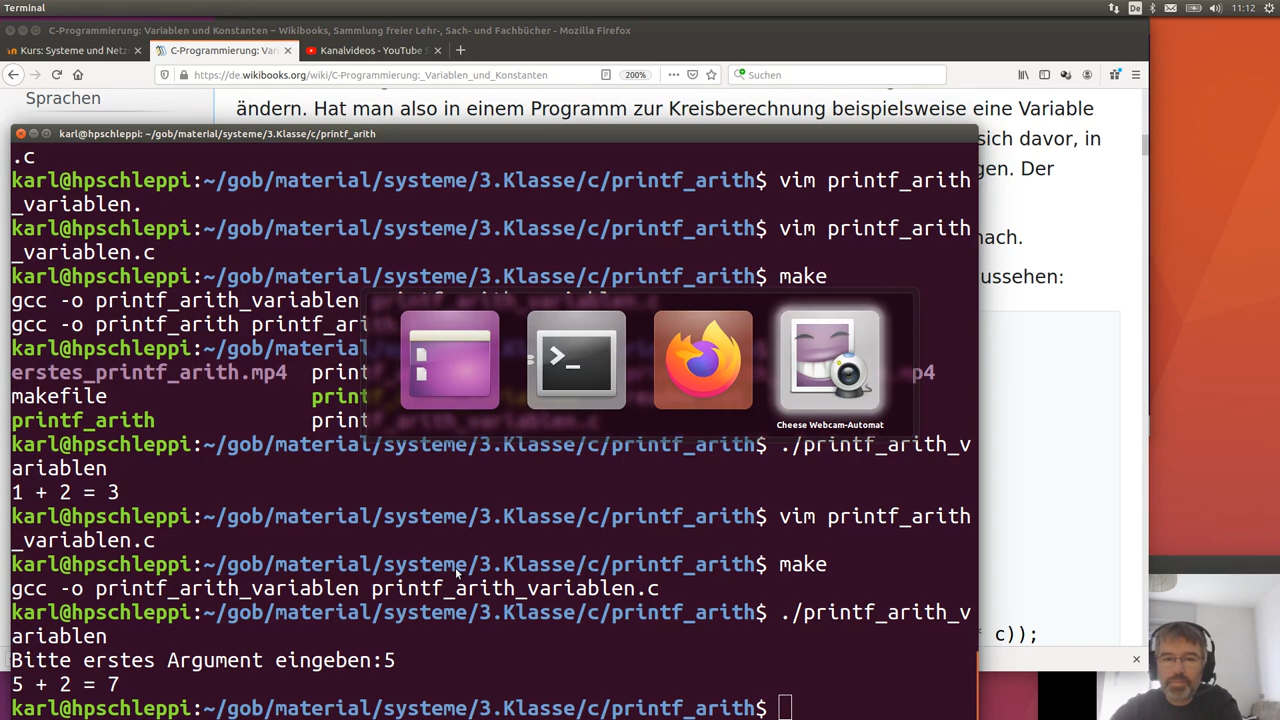 Terminal
De
11:12
C-Programmierung: Variablen und Konstanten – Wikibooks, Sammlung freier Lehr-, Sach- und Fachbücher - Mozilla Firefox
Kurs: Systeme und Netz
C-Programmierung: Var
Kanalvideos - YouTube S
https://de.wikibooks.org/wiki/C-Programmierung:_Variablen_und_Konstanten
200%
Suchen
Sprachen
ändern. Hat man also in einem Programm zur Kreisberechnung beispielsweise eine Variable
karl@hpschleppi: ~/gob/material/systeme/3.Klasse/c/printf_arith
sich davor, in
.c
gen. Der
karl@hpschleppi:~/gob/material/systeme/3.Klasse/c/printf_arith$ vim printf_arith
_variablen.
karl@hpschleppi:~/gob/material/systeme/3.Klasse/c/printf_arith$ vim printf_arith
nach.
_variablen.c
karl@hpschleppi:~/gob/material/systeme/3.Klasse/c/printf_arith$ make
ussehen:
gcc -o printf_arith_variablen
gcc -o printf_arith printf_ari
karl@hpschleppi:~/gob/material
erstes_printf_arith.mp4 print
makefile print
printf_arith print
Cheese Webcam-Automat
karl@hpschleppi:~/gob/material/systeme/3.Klasse/c/printf_arith$ ./printf_arith_v
ariablen
1 + 2 = 3
karl@hpschleppi:~/gob/material/systeme/3.Klasse/c/printf_arith$ vim printf_arith
_variablen.c
karl@hpschleppi:~/gob/material/systeme/3.Klasse/c/printf_arith$ make
gcc -o printf_arith_variablen printf_arith_variablen.c
karl@hpschleppi:~/gob/material/systeme/3.Klasse/c/printf_arith$ ./printf_arith_v
ariablen
c));
Bitte erstes Argument eingeben:5
5 + 2 = 7
karl@hpschleppi:~/gob/material/systeme/3.Klasse/c/printf_arith$